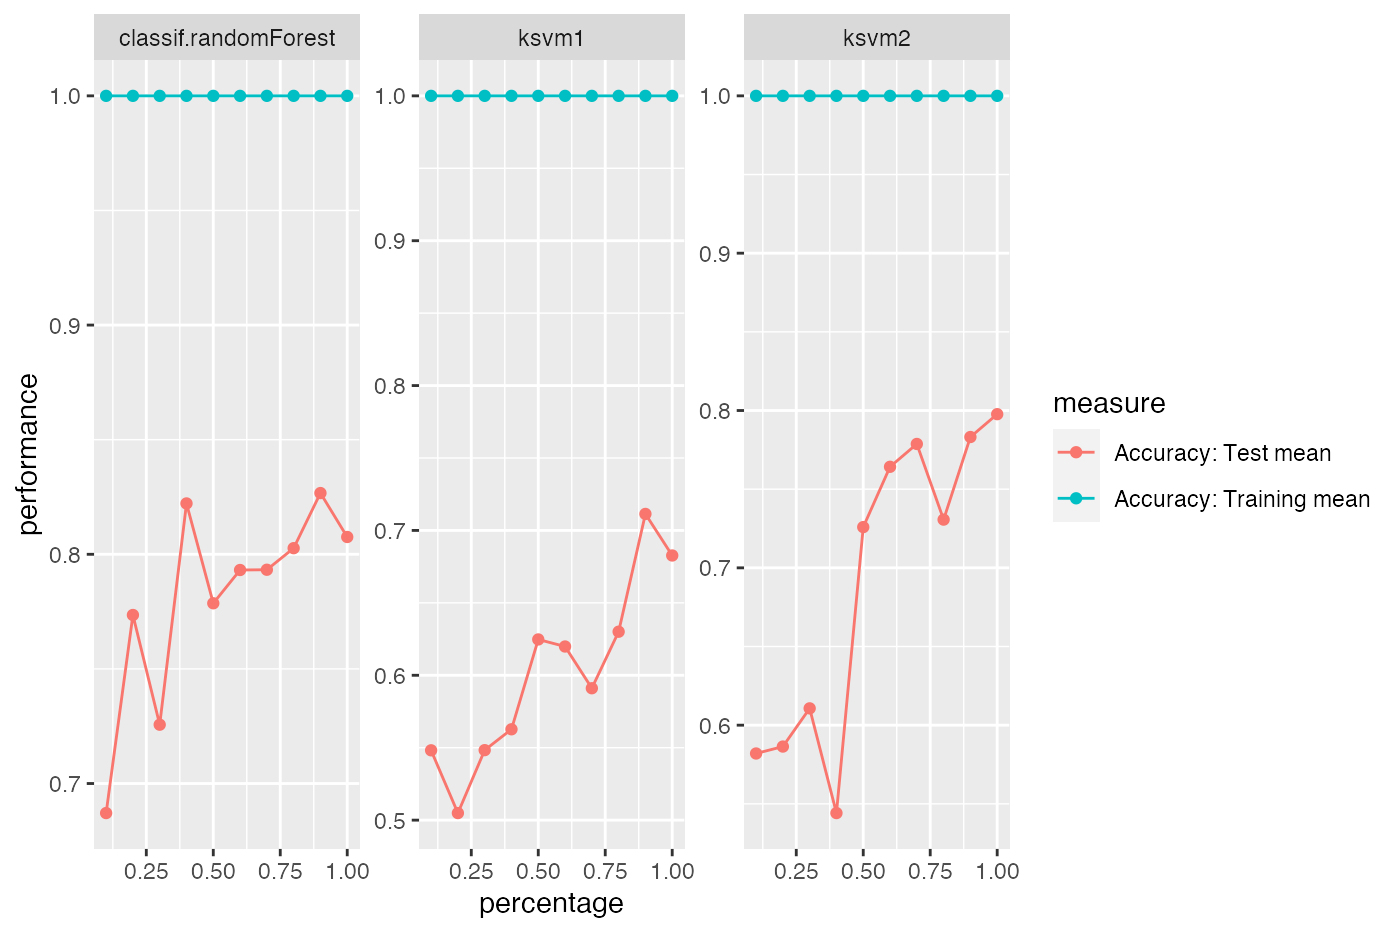 classif.randomForest
ksvm1
ksvm2
performance
1.0
0.9
0.8
0.7
1.0
0.9
0.8
0.7
0.6
0.5
1.0
0.9
0.8
0.7
0.6
0.25 0.50 0.75 1.00
0.25 0.50 0.75 1.00
0.25 0.50 0.75 1.00
percentage
measure
Accuracy: Test mean
Accuracy: Training mean